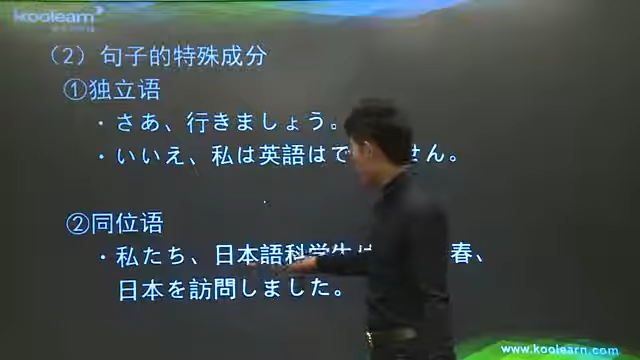 koolearn
（2）句子的特殊成分
①独立语
・さあ、行きましょう。
・いいえ、私は英語はで せん。
②同位语
・私たち、日本語科学生は 春、
日本を訪問しました。
www.koolearn.com